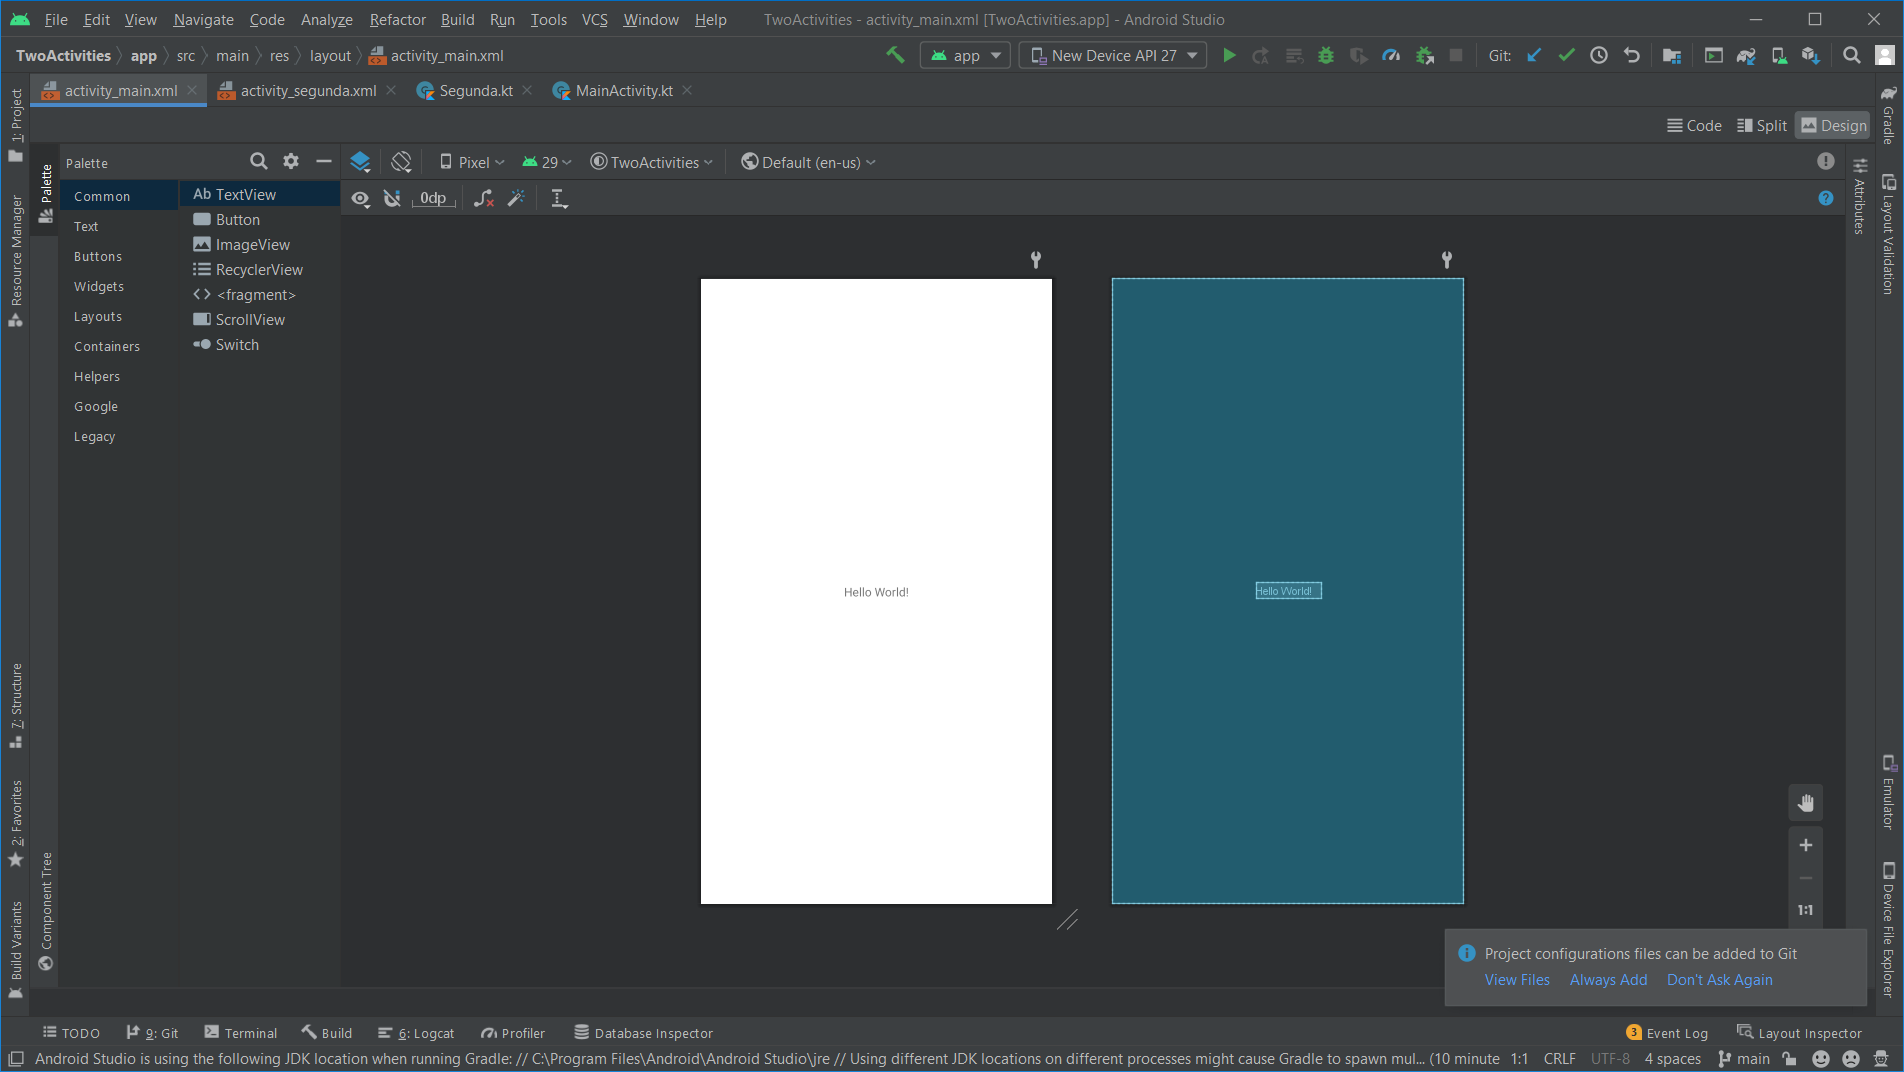 File Edit View Navigate Code Analyze Refactor Build Run Tools VCS Window Help TwoActivities - activity_main.xml [TwoActivities.app] - Android Studio
TwoActivities app src main res layout activity_main.xml app New Device API 27 Git:
activity_main.xml activity_segunda.xml Segunda.kt MainActivity.kt
Code Split Design
Palette Pixel 29 TwoActivities Default (en-us)
0dp
Common
Text
Buttons
Widgets
Layouts
Containers
Helpers
Google
Legacy
Ab TextView
Button
ImageView
RecyclerView
<fragment>
ScrollView
Switch
1: Project
Resource Manager
7: Structure
2: Favorites
Build Variants
Palette
Component Tree
Hello World!
Hello World!
Attributes
Gradle
Layout Validation
Emulator
Device File Explorer
1:1
Project configurations files can be added to Git
View Files Always Add Don't Ask Again
TODO 9: Git Terminal Build 6: Logcat Profiler Database Inspector 3 Event Log Layout Inspector
Android Studio is using the following JDK location when running Gradle: // C:\Program Files\Android\Android Studio\jre // Using different JDK locations on different processes might cause Gradle to spawn mul... (10 minute 1:1 CRLF UTF-8 4 spaces main